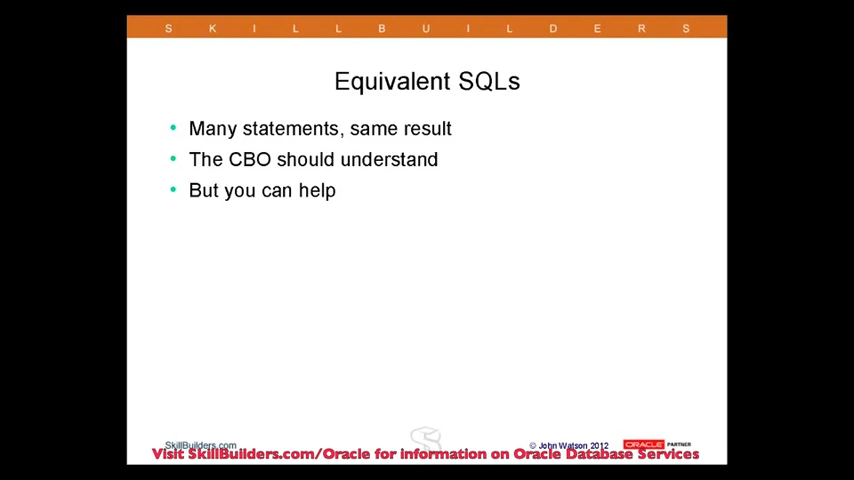 SKILLBUILDERS
Equivalent SQLs
• Many statements, same result
• The CBO should understand
• But you can help
SkillBuilders.com
© John Watson 2012
ORACLE PARTNER
Visit SkillBuilders.com/Oracle for information on Oracle Database Services